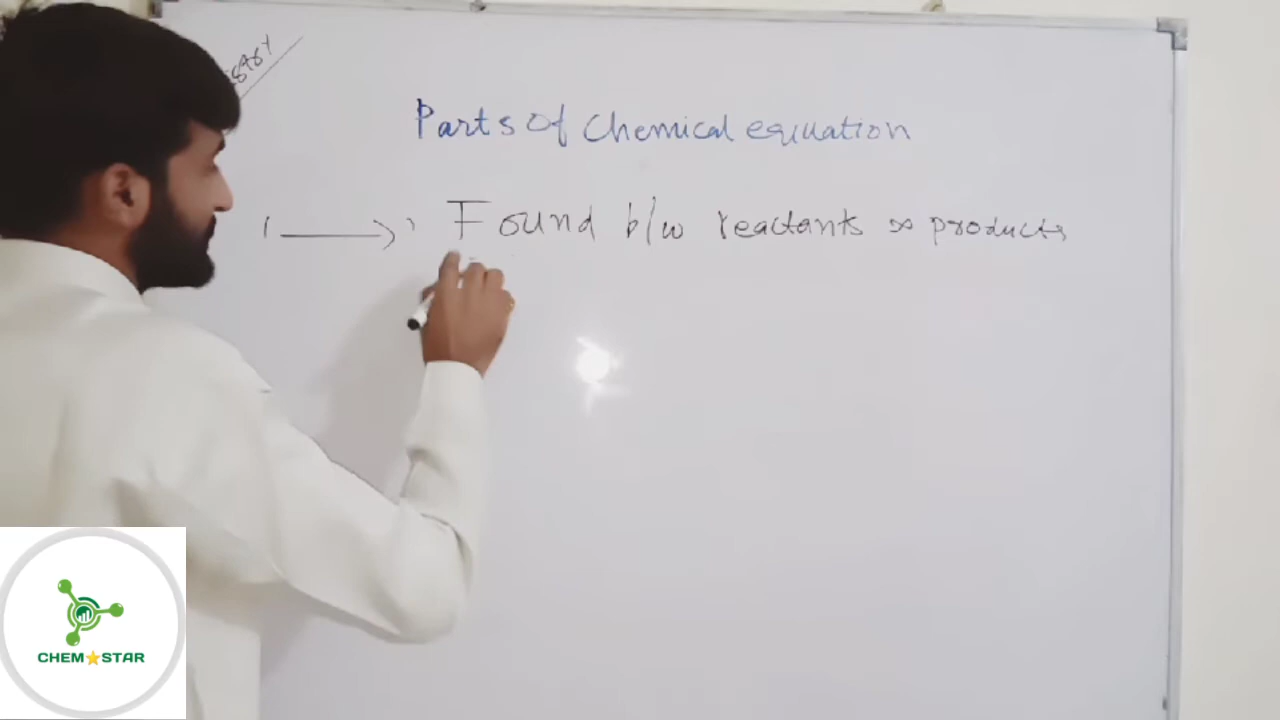 Parts Of Chemical equation
'⟶' Found b/w reactants & products
CHEM⭐STAR